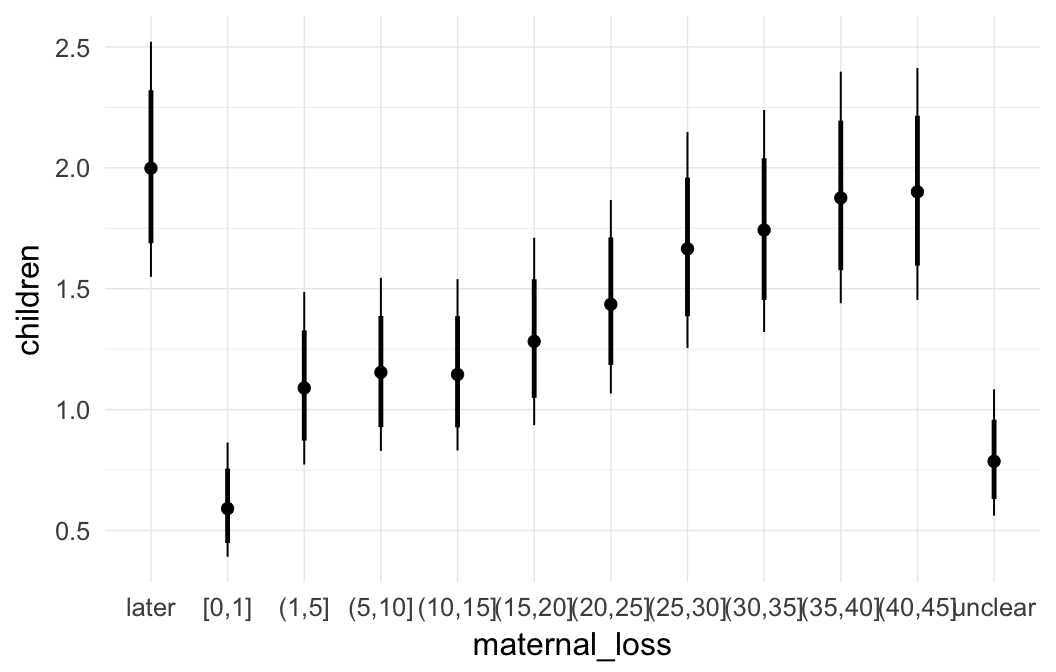 2.5
2.0
1.5
1.0
0.5
children
later [0,1] (1,5] (5,10] (10,15] (15,20] (20,25] (25,30] (30,35] (35,40] (40,45] unclear
maternal_loss